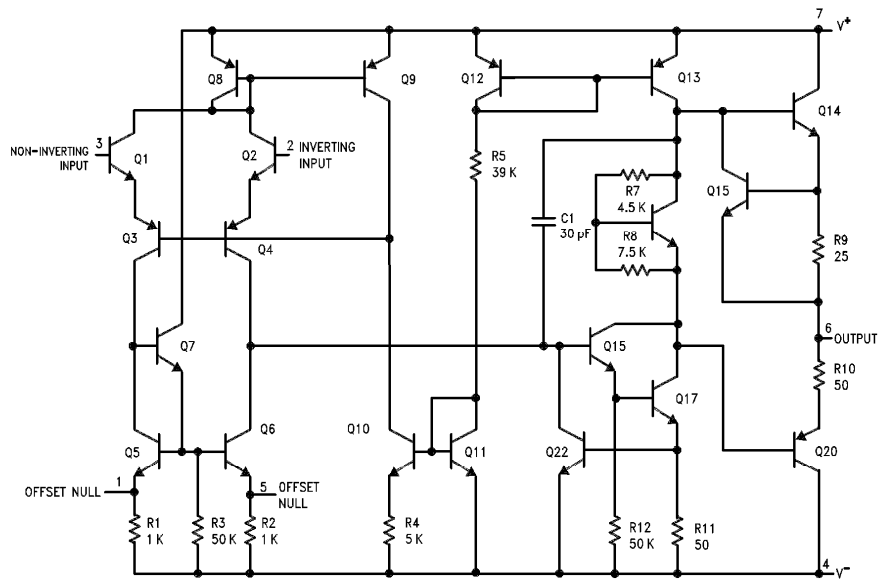 7
V+
Q8
Q9
Q12
Q13
Q14
3
NON-INVERTING
INPUT
Q1
Q2
2 INVERTING
INPUT
R5
39 K
R7
4.5 K
Q15
C1
30 pF
R8
7.5 K
Q3
Q4
R9
25
Q7
Q15
6
OUTPUT
R10
50
Q17
Q5
Q6
Q10
Q11
Q22
Q20
1
OFFSET NULL
5 OFFSET
NULL
R1
1 K
R3
50 K
R2
1 K
R4
5 K
R12
50 K
R11
50
4
V-